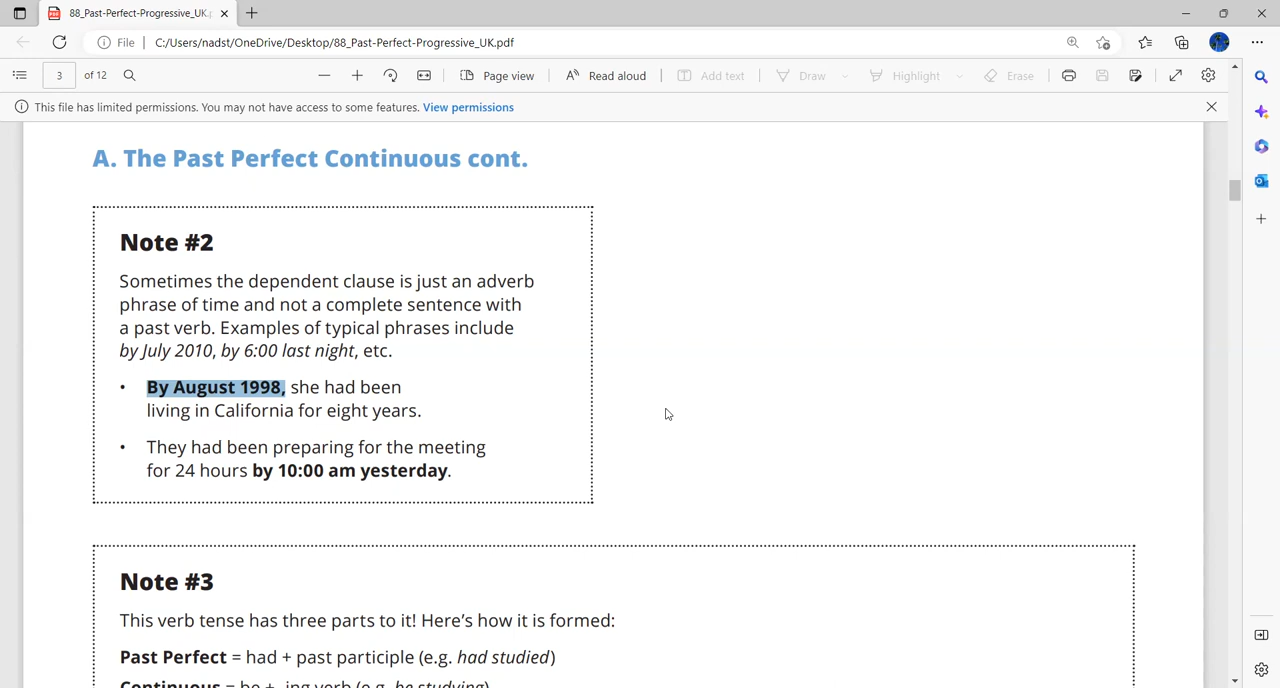 88_Past-Perfect-Progressive_UK.p
File
C:/Users/nadst/OneDrive/Desktop/88_Past-Perfect-Progressive_UK.pdf
3 of 12
Page view
Read aloud
Add text
Draw
Highlight
Erase
This file has limited permissions. You may not have access to some features. View permissions
A. The Past Perfect Continuous cont.
Note #2
Sometimes the dependent clause is just an adverb
phrase of time and not a complete sentence with
a past verb. Examples of typical phrases include
by July 2010, by 6:00 last night, etc.
• By August 1998, she had been
living in California for eight years.
• They had been preparing for the meeting
for 24 hours by 10:00 am yesterday.
Note #3
This verb tense has three parts to it! Here's how it is formed:
Past Perfect = had + past participle (e.g. had studied)
Continuous = be + -ing verb (e.g. be studying)